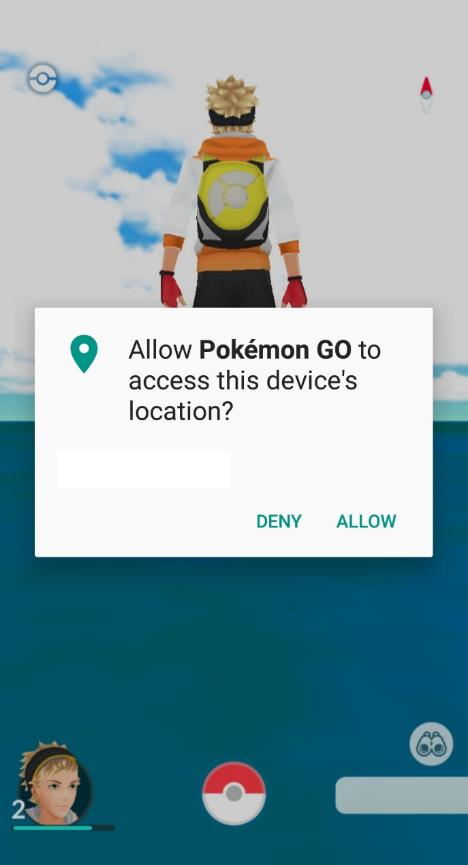 Allow Pokémon GO to
access this device's
location?
DENY ALLOW
2